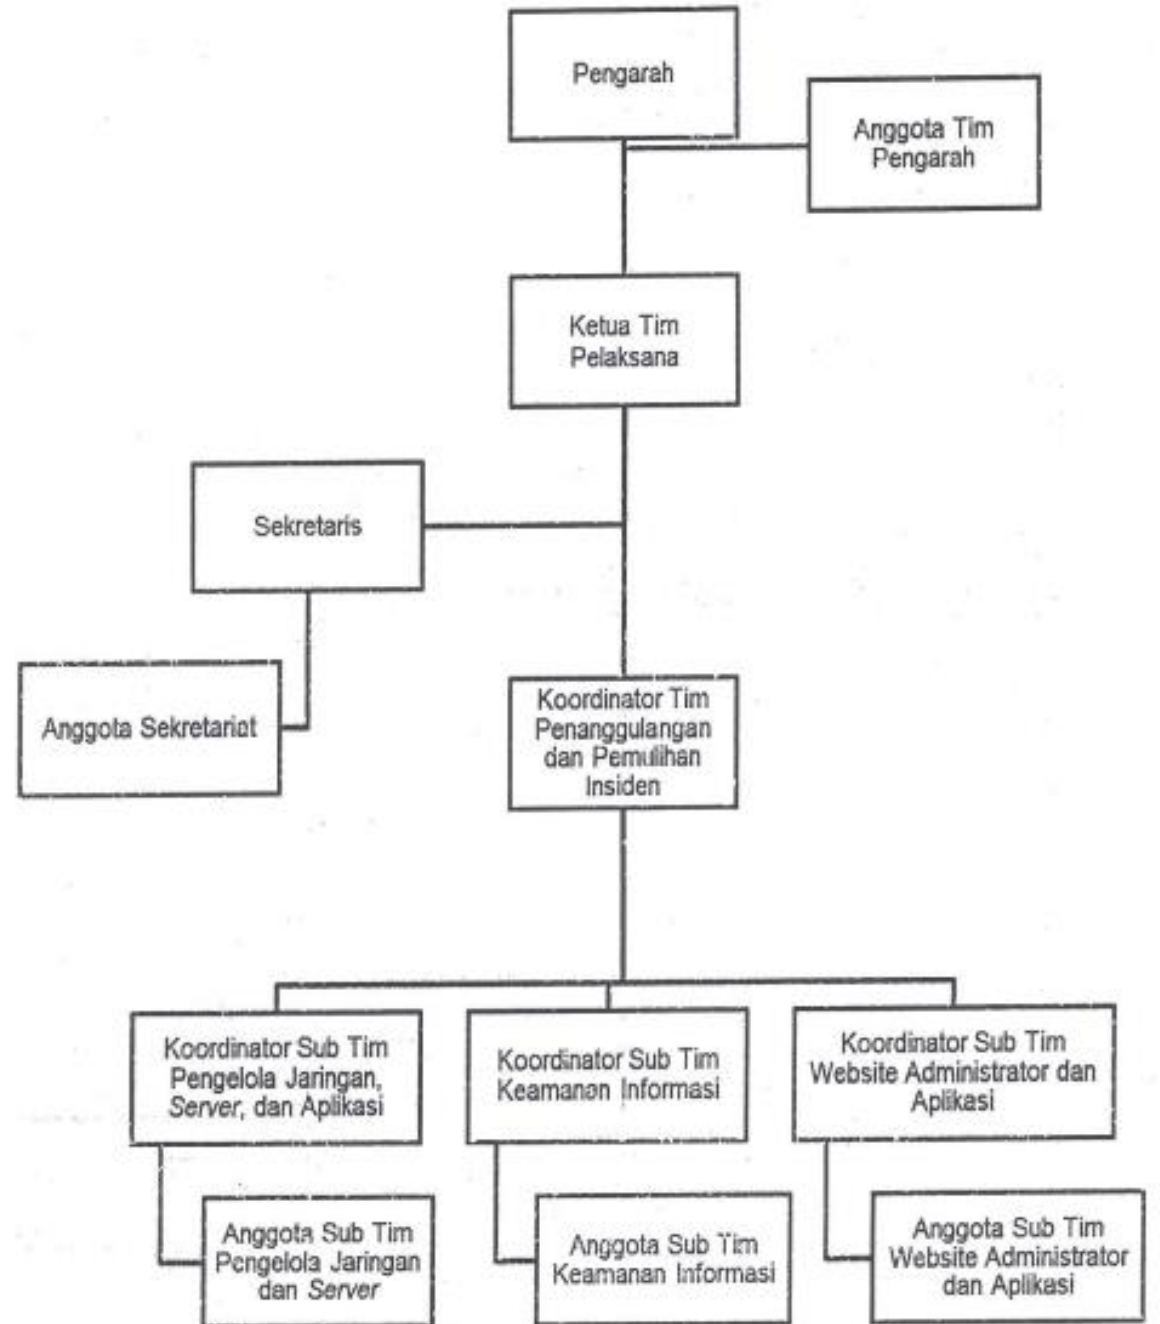 Pengarah
Anggota Tim
Pengarah
Ketua Tim
Pelaksana
Sekretaris
Anggota Sekretariat
Koordinator Tim
Penanggulangan
dan Pemulihan
Insiden
Koordinator Sub Tim
Pengelola Jaringan,
Server, dan Aplikasi
Koordinator Sub Tim
Keamanan Informasi
Koordinator Sub Tim
Website Administrator dan
Aplikasi
Anggota Sub Tim
Pengelola Jaringan
dan Server
Anggota Sub Tim
Keamanan Informasi
Anggota Sub Tim
Website Administrator
dan Aplikasi